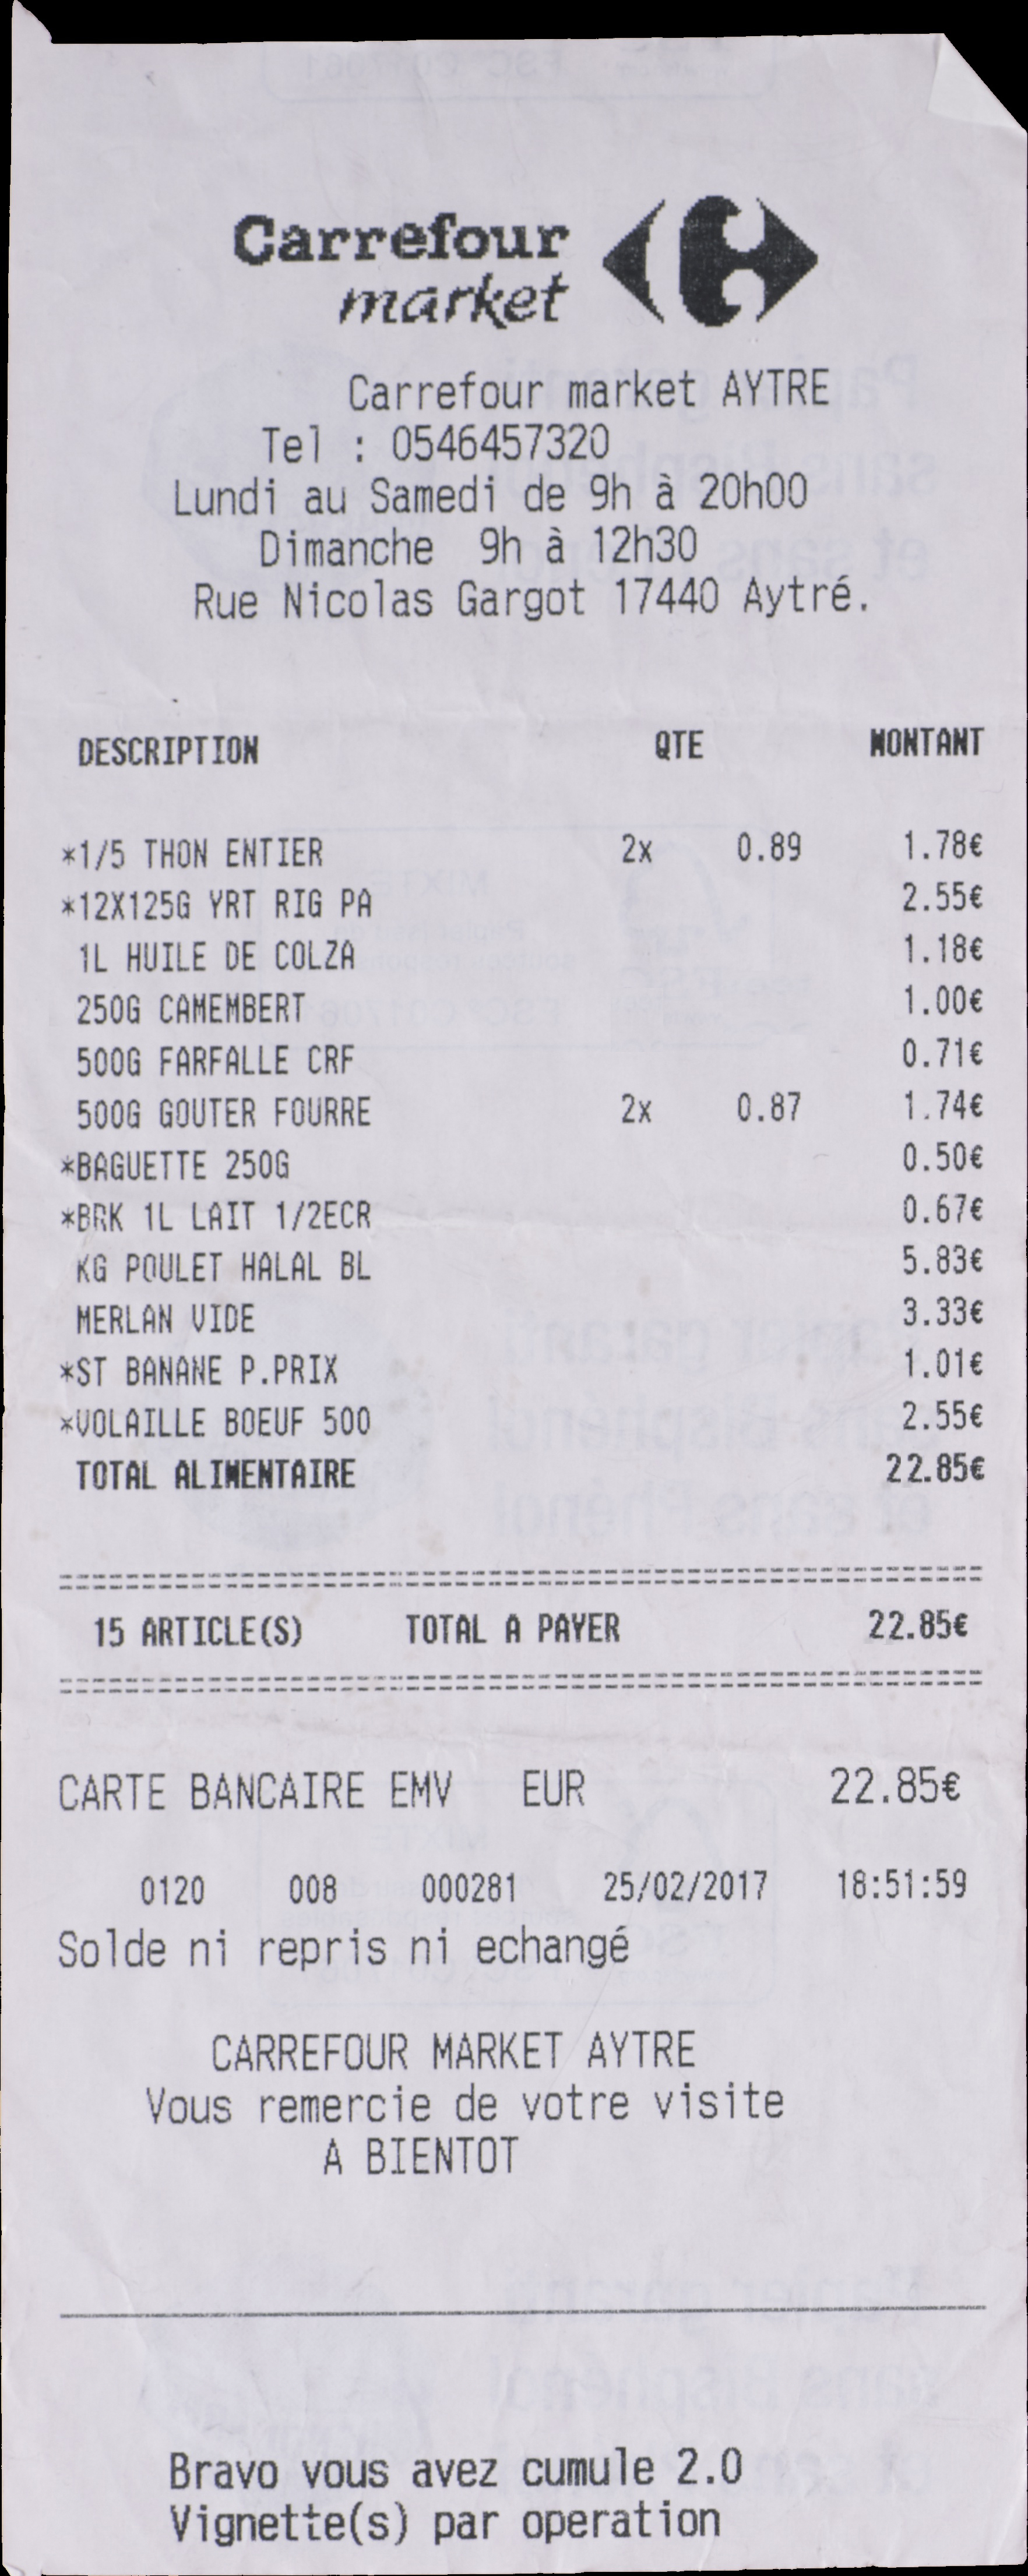 Carrefour
market
Carrefour market AYTRE
Tel : 0546457320
Lundi au Samedi de 9h à 20h00
Dimanche 9h à 12h30
Rue Nicolas Gargot 17440 Aytré.
DESCRIPTION QTE MONTANT
*1/5 THON ENTIER 2x 0.89 1.78€
*12X125G YRT RIG PA 2.55€
1L HUILE DE COLZA 1.18€
250G CAMEMBERT 1.00€
500G FARFALLE CRF 0.71€
500G GOUTER FOURRE 2x 0.87 1.74€
*BAGUETTE 250G 0.50€
*BRK 1L LAIT 1/2ECR 0.67€
KG POULET HALAL BL 5.83€
MERLAN VIDE 3.33€
*ST BANANE P.PRIX 1.01€
*VOLAILLE BOEUF 500 2.55€
TOTAL ALIMENTAIRE 22.85€
15 ARTICLE(S) TOTAL A PAYER 22.85€
CARTE BANCAIRE EMV EUR 22.85€
0120 008 000281 25/02/2017 18:51:59
Solde ni repris ni echangé
CARREFOUR MARKET AYTRE
Vous remercie de votre visite
A BIENTOT
Bravo vous avez cumule 2.0
Vignette(s) par operation